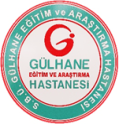 S.B.Ü GÜLHANE EĞİTİM ve ARAŞTIRMA HASTANESİ
GÜLHANE
EĞİTİM VE ARAŞTIRMA
HASTANESİ